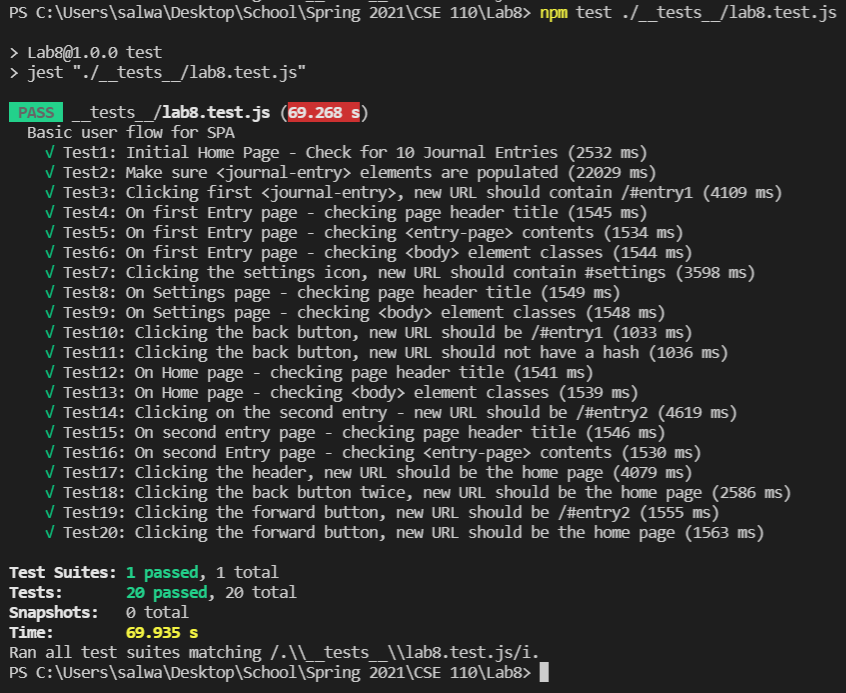 PS C:\Users\salwa\Desktop\School\Spring 2021\CSE 110\Lab8> npm test ./__tests__/lab8.test.js
> Lab8@1.0.0 test
> jest "./__tests__/lab8.test.js"
PASS __tests__/lab8.test.js (69.268 s)
Basic user flow for SPA
√ Test1: Initial Home Page - Check for 10 Journal Entries (2532 ms)
√ Test2: Make sure <journal-entry> elements are populated (22029 ms)
√ Test3: Clicking first <journal-entry>, new URL should contain /#entry1 (4109 ms)
√ Test4: On first Entry page - checking page header title (1545 ms)
√ Test5: On first Entry page - checking <entry-page> contents (1534 ms)
√ Test6: On first Entry page - checking <body> element classes (1544 ms)
√ Test7: Clicking the settings icon, new URL should contain #settings (3598 ms)
√ Test8: On Settings page - checking page header title (1549 ms)
√ Test9: On Settings page - checking <body> element classes (1548 ms)
√ Test10: Clicking the back button, new URL should be /#entry1 (1033 ms)
√ Test11: Clicking the back button, new URL should not have a hash (1036 ms)
√ Test12: On Home page - checking page header title (1541 ms)
√ Test13: On Home page - checking <body> element classes (1539 ms)
√ Test14: Clicking on the second entry - new URL should be /#entry2 (4619 ms)
√ Test15: On second entry page - checking page header title (1546 ms)
√ Test16: On second Entry page - checking <entry-page> contents (1530 ms)
√ Test17: Clicking the header, new URL should be the home page (4079 ms)
√ Test18: Clicking the back button twice, new URL should be the home page (2586 ms)
√ Test19: Clicking the forward button, new URL should be /#entry2 (1555 ms)
√ Test20: Clicking the forward button, new URL should be the home page (1563 ms)
Test Suites: 1 passed, 1 total
Tests: 20 passed, 20 total
Snapshots: 0 total
Time: 69.935 s
Ran all test suites matching /.\\__tests__\\lab8.test.js/i.
PS C:\Users\salwa\Desktop\School\Spring 2021\CSE 110\Lab8>